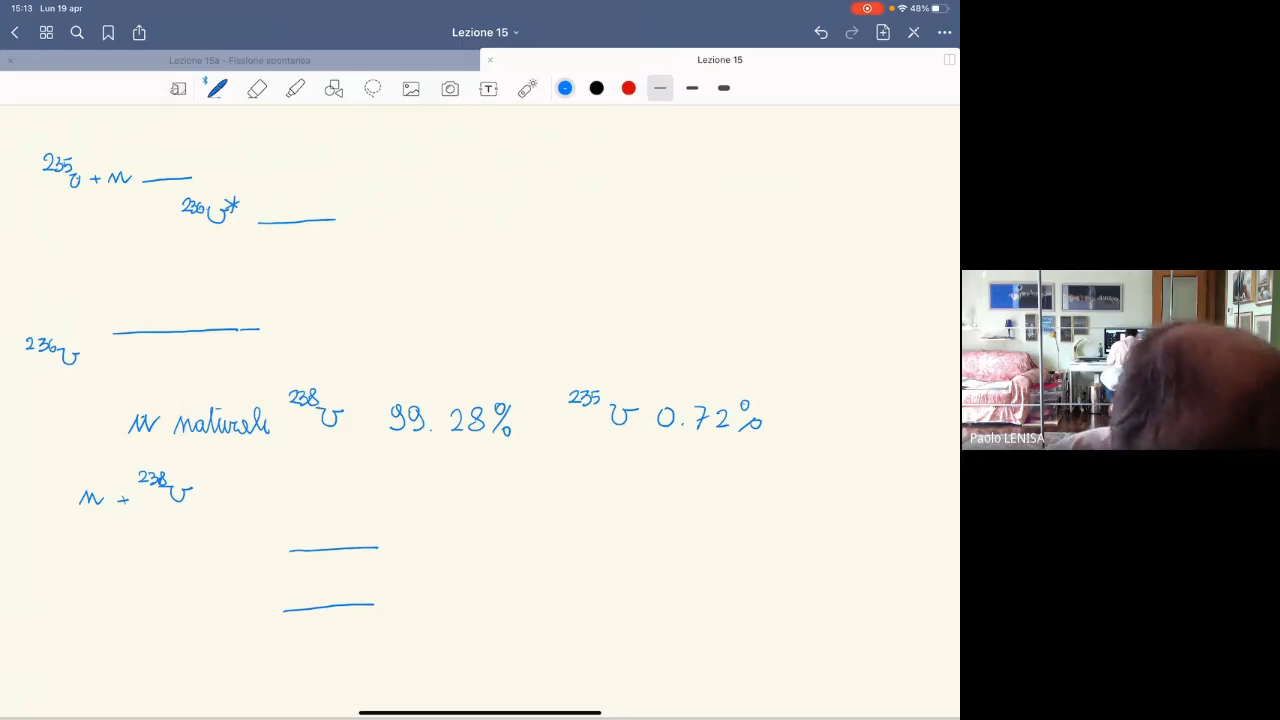 15:13 Lun 19 apr
48%
Lezione 15
Lezione 15a - Fissione spontanea
Lezione 15
²³⁵U + n
²³⁶U*
²³⁶U
naturale ²³⁸U 99.28% ²³⁵U 0.72%
n + ²³⁸U
Paolo LENISA